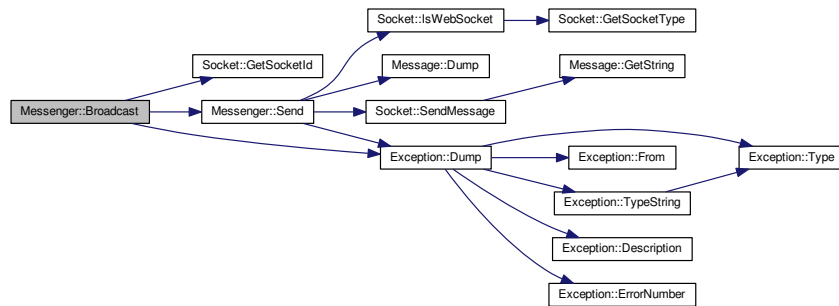 Socket::IsWebSocket
Socket::GetSocketType
Socket::GetSocketId
Message::Dump
Message::GetString
Messenger::Broadcast
Messenger::Send
Socket::SendMessage
Exception::Dump
Exception::From
Exception::Type
Exception::TypeString
Exception::Description
Exception::ErrorNumber